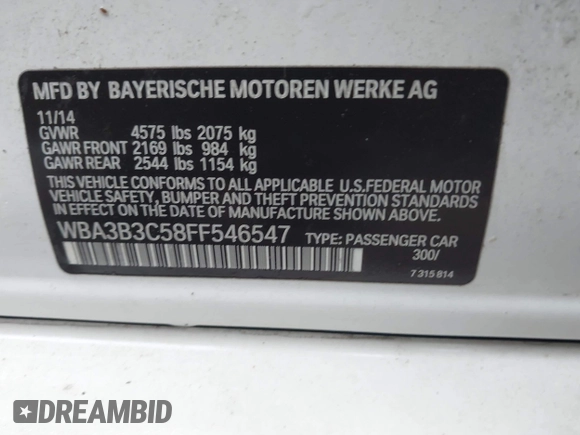 MFD BY BAYERISCHE MOTOREN WERKE AG
11/14
GVWR 4575 lbs 2075 kg
GAWR FRONT 2169 lbs 984 kg
GAWR REAR 2544 lbs 1154 kg
THIS VEHICLE CONFORMS TO ALL APPLICABLE U.S.FEDERAL MOTOR
VEHICLE SAFETY, BUMPER AND THEFT PREVENTION STANDARDS
IN EFFECT ON THE DATE OF MANUFACTURE SHOWN ABOVE.
WBA3B3C58FF546547 TYPE: PASSENGER CAR
300/
7 315 814
DREAMBID